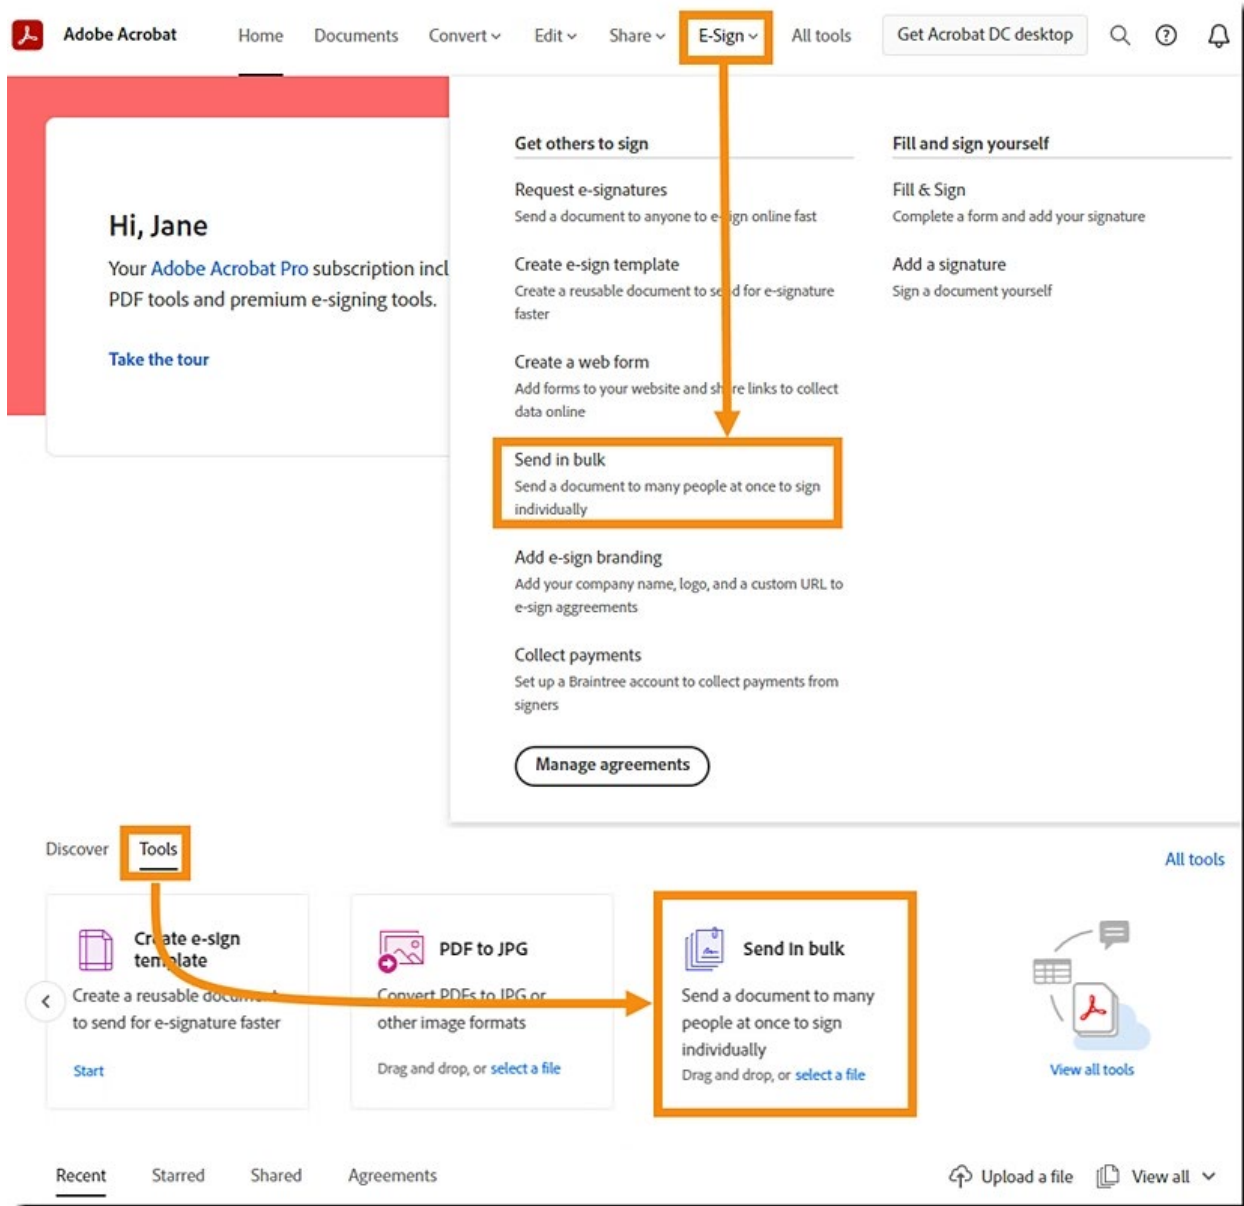 Adobe Acrobat
Home
Documents
Convert
Edit
Share
E-Sign
All tools
Get Acrobat DC desktop
Hi, Jane
Your Adobe Acrobat Pro subscription incl
PDF tools and premium e-signing tools.
Take the tour
Get others to sign
Request e-signatures
Send a document to anyone to e-sign online fast
Create e-sign template
Create a reusable document to send for e-signature
faster
Create a web form
Add forms to your website and share links to collect
data online
Send in bulk
Send a document to many people at once to sign
individually
Add e-sign branding
Add your company name, logo, and a custom URL to
e-sign aggreements
Collect payments
Set up a Braintree account to collect payments from
signers
Manage agreements
Fill and sign yourself
Fill & Sign
Complete a form and add your signature
Add a signature
Sign a document yourself
Discover
Tools
All tools
Create e-sign
template
Create a reusable document
to send for e-signature faster
Start
PDF to JPG
Convert PDFs to JPG or
other image formats
Drag and drop, or select a file
Send in bulk
Send a document to many
people at once to sign
individually
Drag and drop, or select a file
View all tools
Recent
Starred
Shared
Agreements
Upload a file
View all